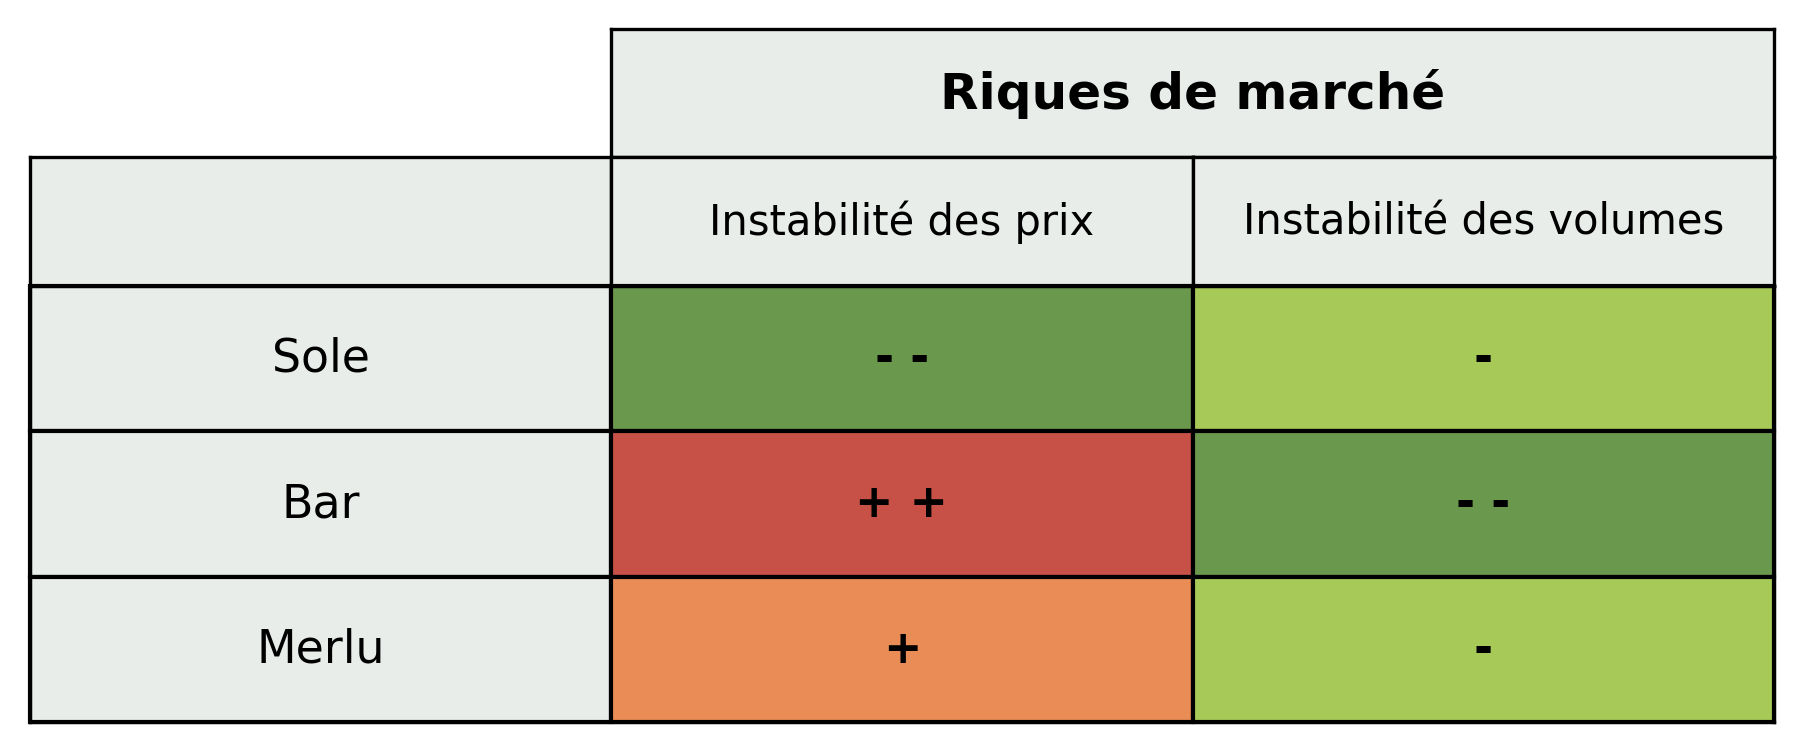 Riques de marché
Instabilité des prix Instabilité des volumes
Sole - - -
Bar + + - -
Merlu + -